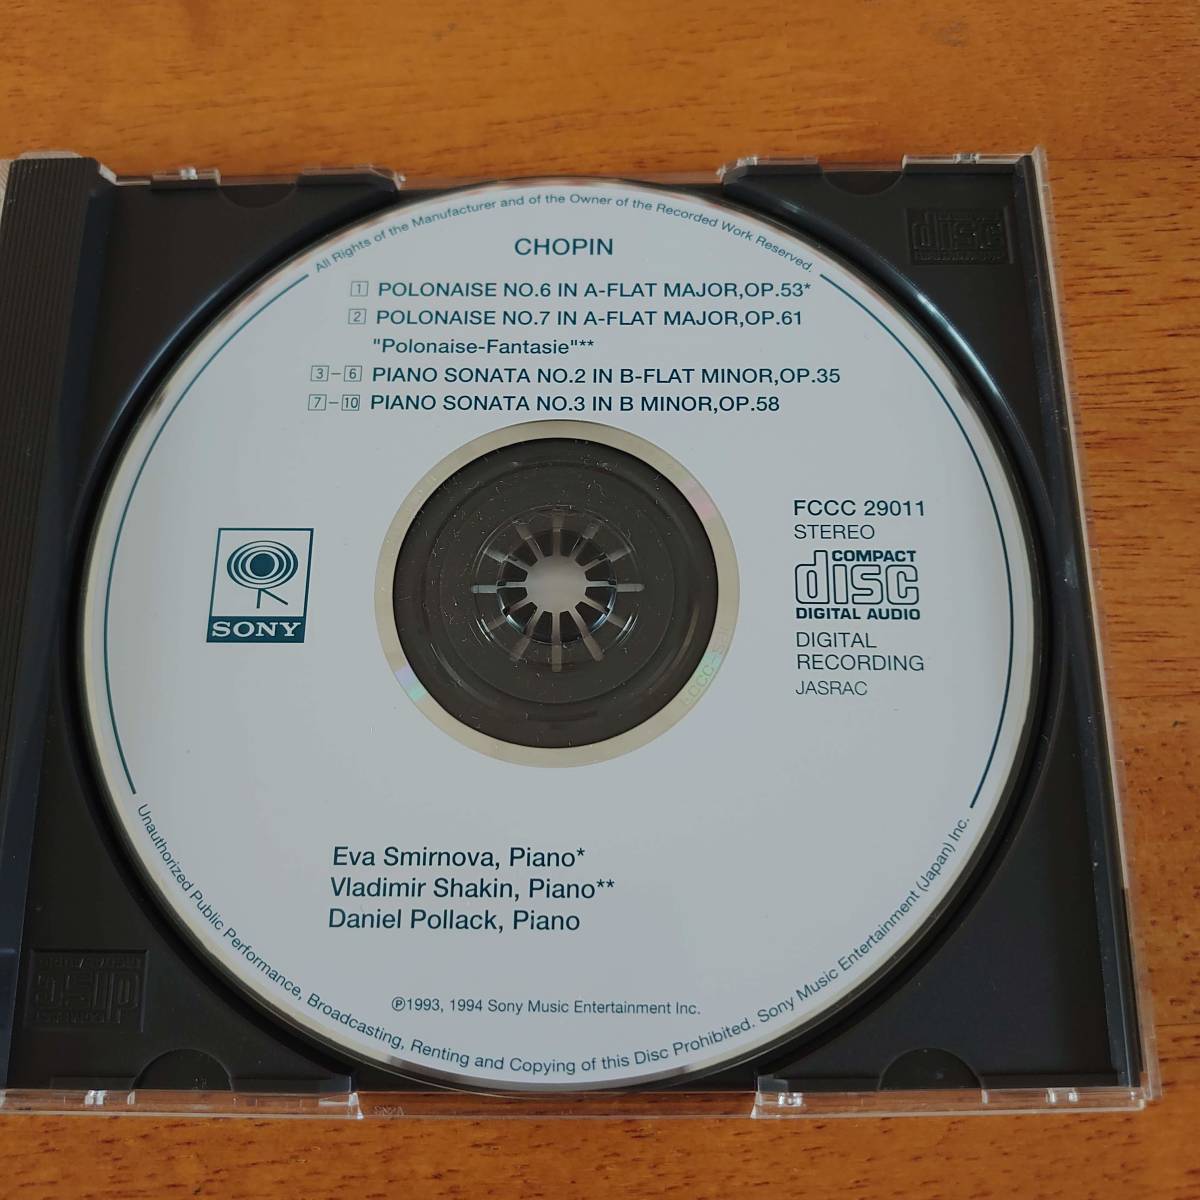 All Rights of the Manufacturer and of the Owner of the Recorded Work Reserved.
CHOPIN
1 POLONAISE NO.6 IN A-FLAT MAJOR,OP.53*
2 POLONAISE NO.7 IN A-FLAT MAJOR,OP.61
"Polonaise-Fantasie"**
3-6 PIANO SONATA NO.2 IN B-FLAT MINOR,OP.35
7-10 PIANO SONATA NO.3 IN B MINOR,OP.58
SONY
FCCC 29011
STEREO
COMPACT
disc
DIGITAL AUDIO
DIGITAL
RECORDING
JASRAC
Eva Smirnova, Piano*
Vladimir Shakin, Piano**
Daniel Pollack, Piano
℗1993, 1994 Sony Music Entertainment Inc.
Unauthorized Public Performance, Broadcasting, Renting and Copying of this Disc Prohibited. Sony Music Entertainment (Japan) Inc.
disc
disc